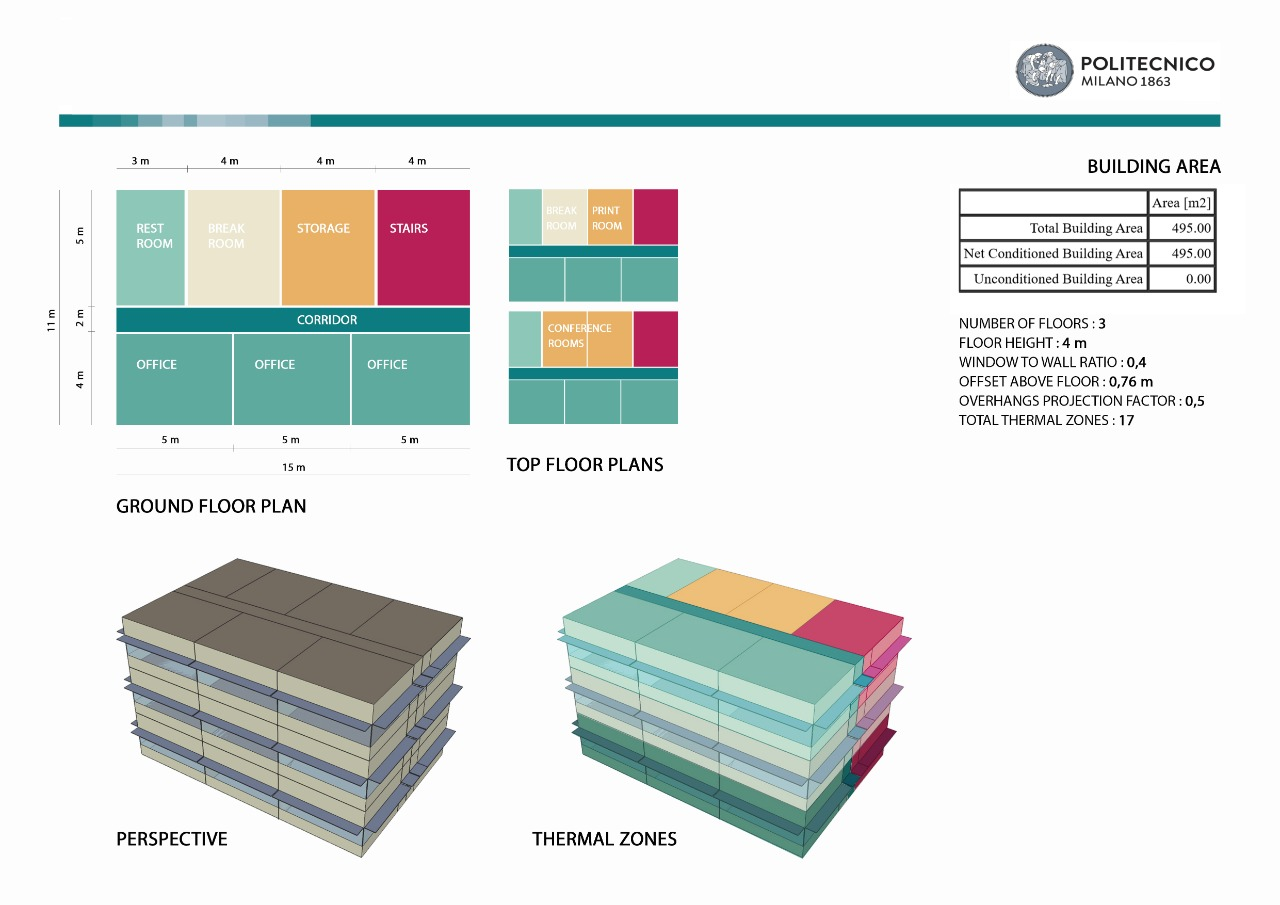 POLITECNICO
MILANO 1863
3 m
4 m
4 m
4 m
5 m
2 m
4 m
11 m
REST
ROOM
BREAK
ROOM
STORAGE
STAIRS
CORRIDOR
OFFICE
OFFICE
OFFICE
5 m
5 m
5 m
15 m
GROUND FLOOR PLAN
BREAK
ROOM
PRINT
ROOM
CONFERENCE
ROOMS
TOP FLOOR PLANS
BUILDING AREA
Area [m2]
Total Building Area 495.00
Net Conditioned Building Area 495.00
Unconditioned Building Area 0.00
NUMBER OF FLOORS : 3
FLOOR HEIGHT : 4 m
WINDOW TO WALL RATIO : 0,4
OFFSET ABOVE FLOOR : 0,76 m
OVERHANGS PROJECTION FACTOR : 0,5
TOTAL THERMAL ZONES : 17
PERSPECTIVE
THERMAL ZONES